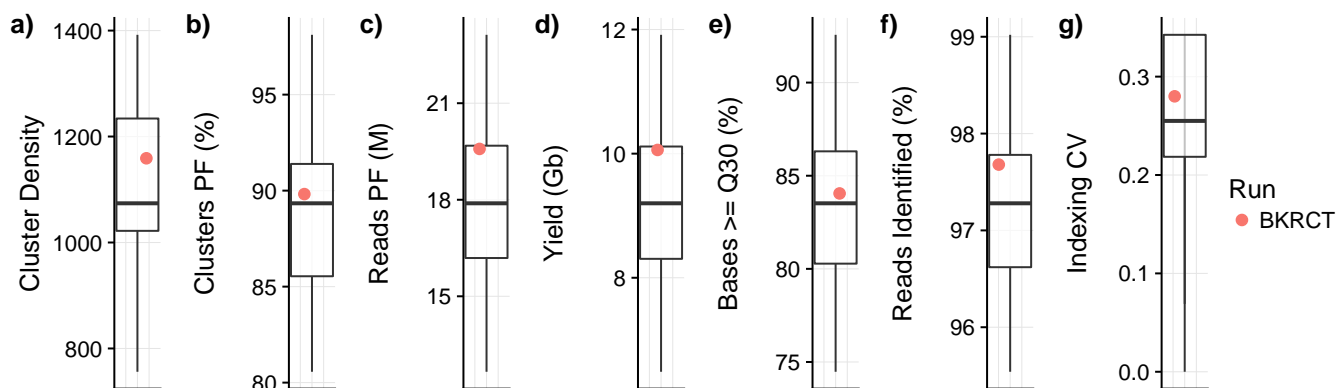 a)
Cluster Density
1400
1200
1000
800
b)
Clusters PF (%)
95
90
85
80
c)
Reads PF (M)
21
18
15
d)
Yield (Gb)
12
10
8
e)
Bases >= Q30 (%)
90
85
80
75
f)
Reads Identified (%)
99
98
97
96
g)
Indexing CV
0.3
0.2
0.1
0.0
Run
BKRCT